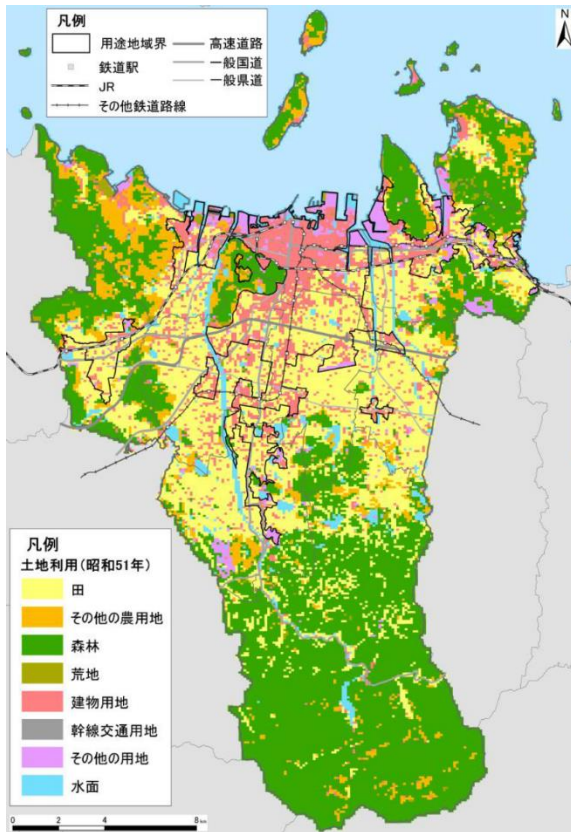 凡例
用途地域界
鉄道駅
JR
その他鉄道路線
高速道路
一般国道
一般県道
N
凡例
土地利用(昭和51年)
田
その他の農用地
森林
荒地
建物用地
幹線交通用地
その他の用地
水面
0 2 4 8 km